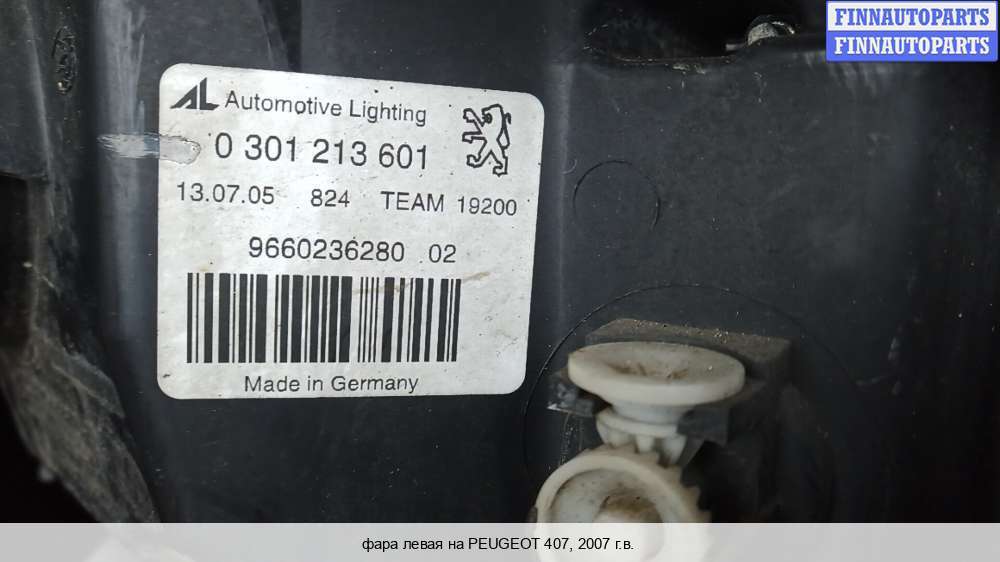 FINNAUTOPARTS
FINNAUTOPARTS
AL Automotive Lighting
0 301 213 601
13.07.05 824 TEAM 19200
9660236280 02
Made in Germany
фара левая на PEUGEOT 407, 2007 г.в.